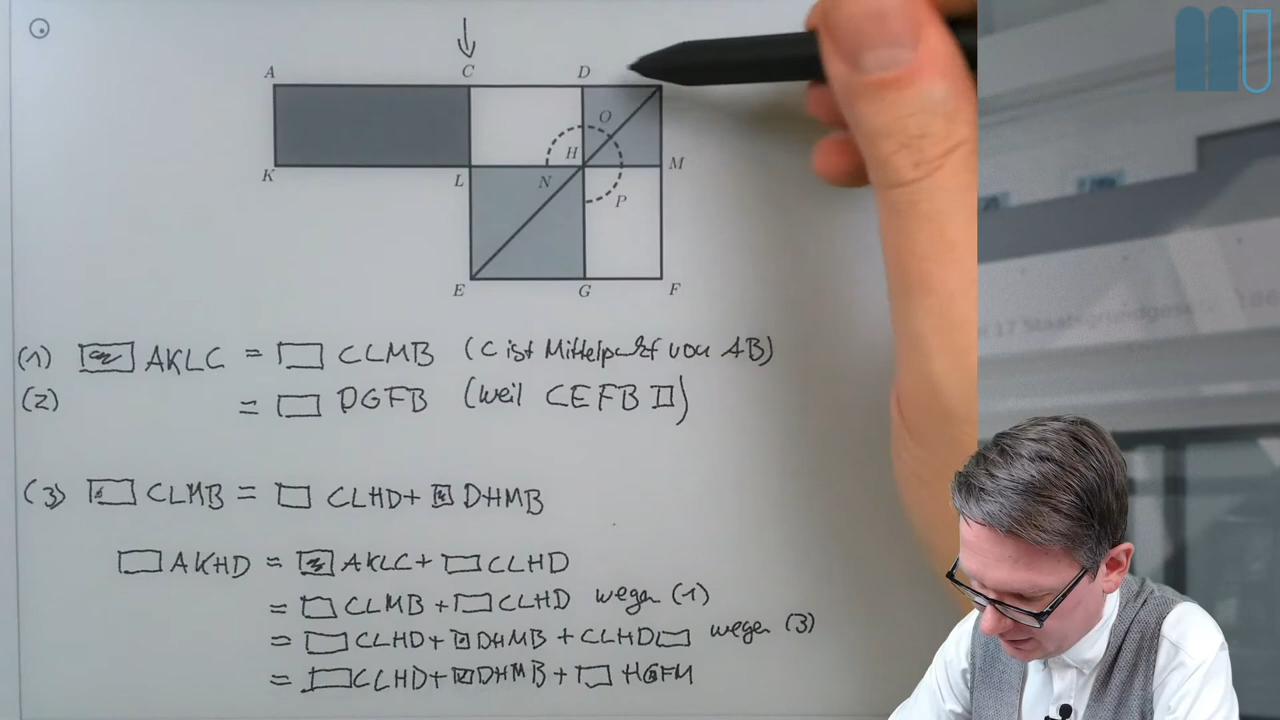 A C D
O
H
K L N M
P
E G F
(1) AKLC = CLMB (C ist Mittelpunkt von AB)
(2) = DGFB (weil CEFB □)
(3) CLMB = CLHD + DHMB
AKHD = AKLC + CLHD
= CLMB + CLHD wegen (1)
= CLHD + DHMB + CLHD wegen (3)
= CLHD + DHMB + HGFM